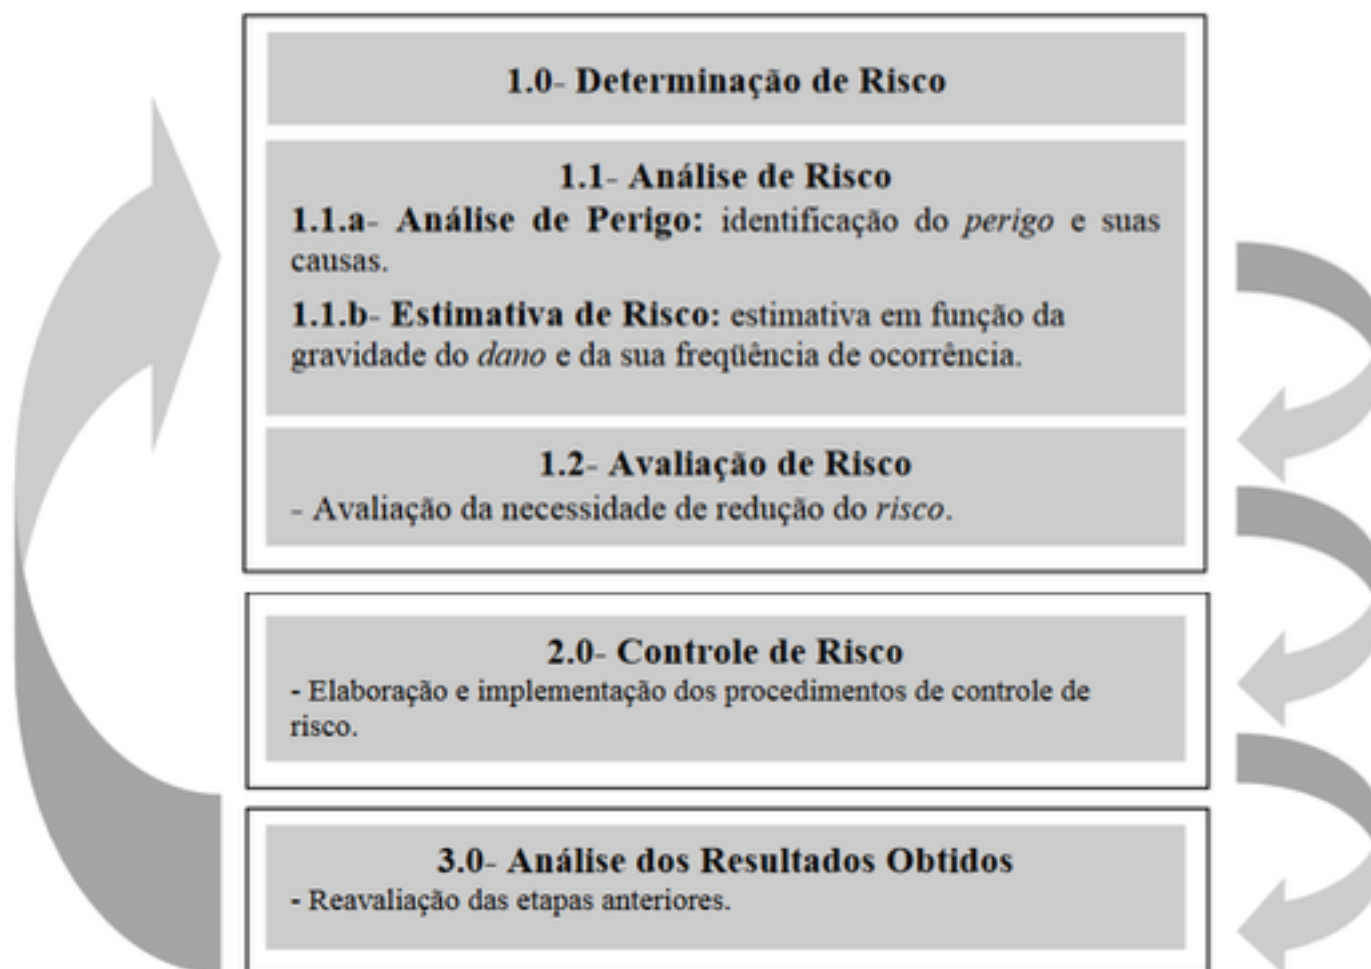 1.0- Determinação de Risco
1.1- Análise de Risco
1.1.a- Análise de Perigo: identificação do perigo e suas
causas.
1.1.b- Estimativa de Risco: estimativa em função da
gravidade do dano e da sua freqüência de ocorrência.
1.2- Avaliação de Risco
- Avaliação da necessidade de redução do risco.
2.0- Controle de Risco
- Elaboração e implementação dos procedimentos de controle de
risco.
3.0- Análise dos Resultados Obtidos
- Reavaliação das etapas anteriores.